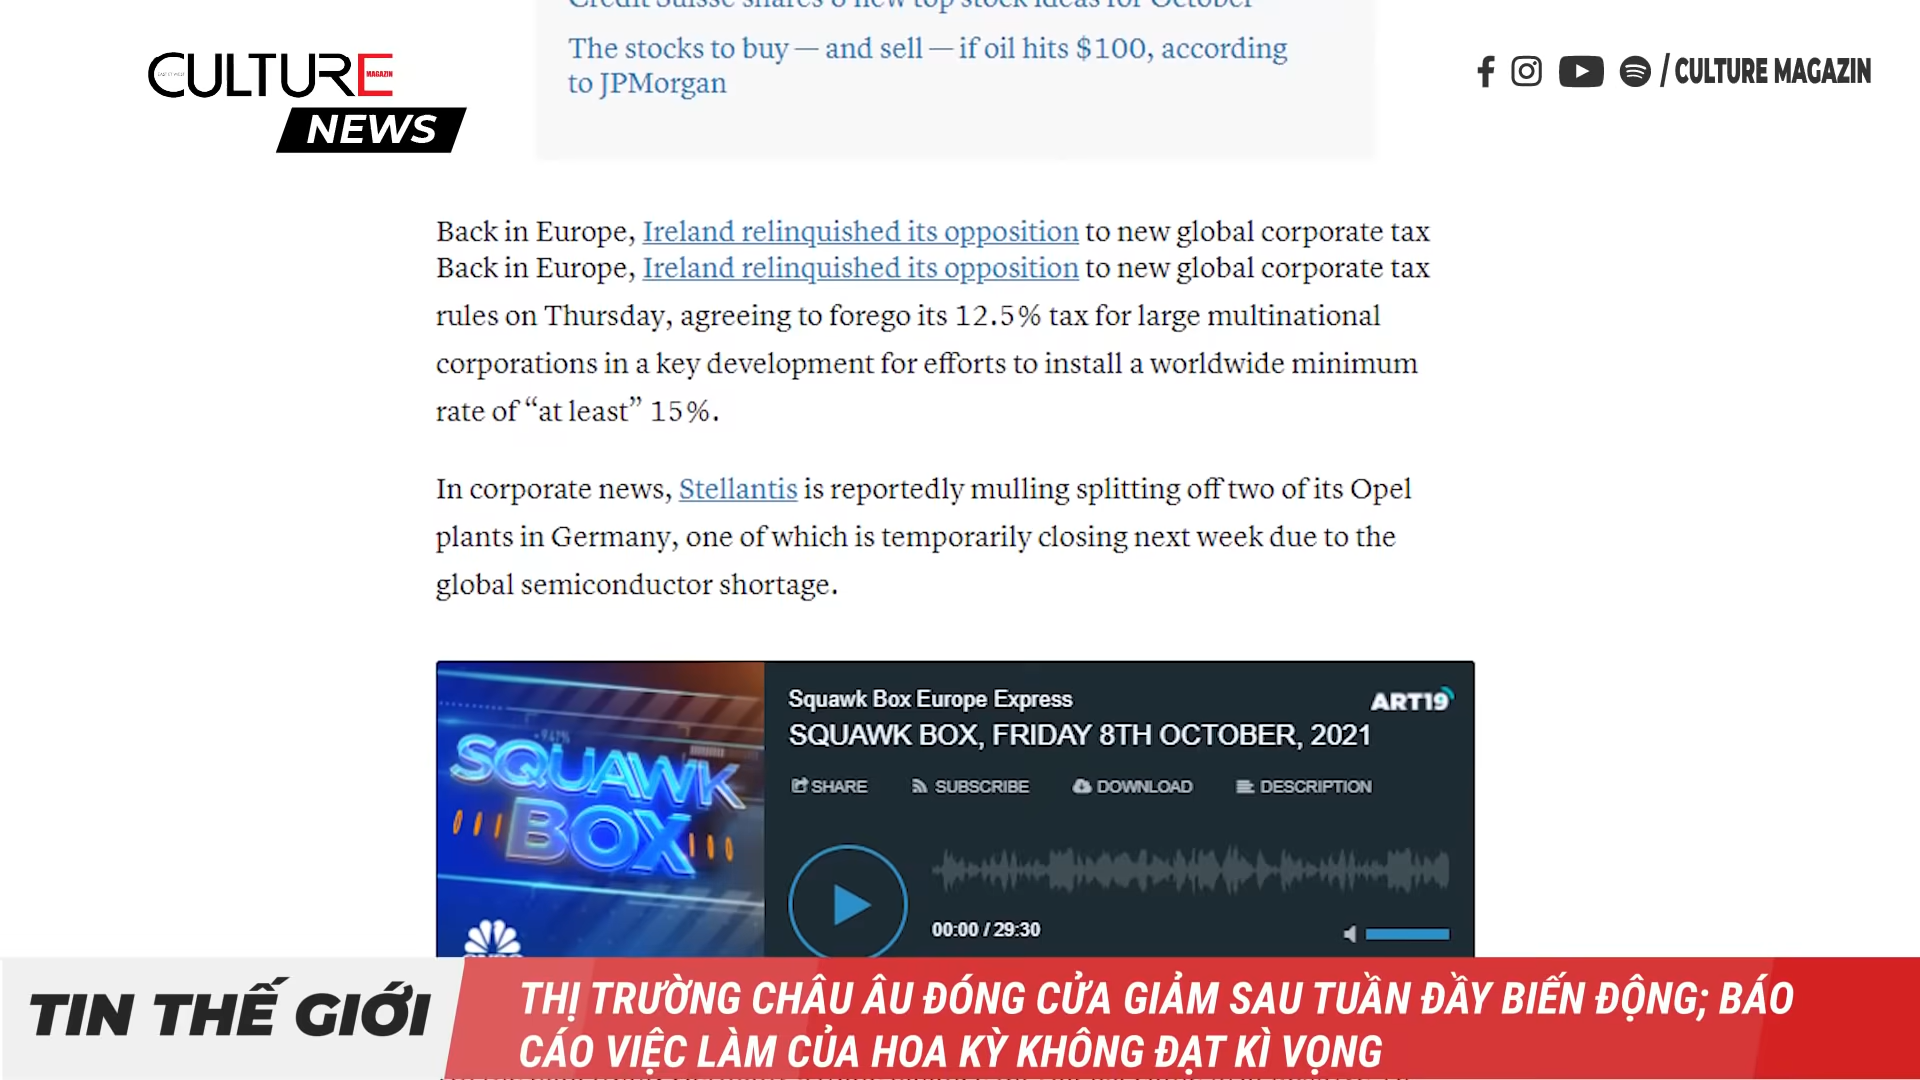 Credit Suisse shares 8 new top stock ideas for October
The stocks to buy — and sell — if oil hits $100, according
to JPMorgan
CULTURE
MAGAZIN
NEWS
/ CULTURE MAGAZIN
Back in Europe, Ireland relinquished its opposition to new global corporate tax
Back in Europe, Ireland relinquished its opposition to new global corporate tax
rules on Thursday, agreeing to forego its 12.5% tax for large multinational
corporations in a key development for efforts to install a worldwide minimum
rate of “at least” 15%.
In corporate news, Stellantis is reportedly mulling splitting off two of its Opel
plants in Germany, one of which is temporarily closing next week due to the
global semiconductor shortage.
SQUAWK
BOX
Squawk Box Europe Express
ART19
SQUAWK BOX, FRIDAY 8TH OCTOBER, 2021
SHARE SUBSCRIBE DOWNLOAD DESCRIPTION
00:00 / 29:30
TIN THẾ GIỚI
THỊ TRƯỜNG CHÂU ÂU ĐÓNG CỬA GIẢM SAU TUẦN ĐẦY BIẾN ĐỘNG; BÁO
CÁO VIỆC LÀM CỦA HOA KỲ KHÔNG ĐẠT KÌ VỌNG